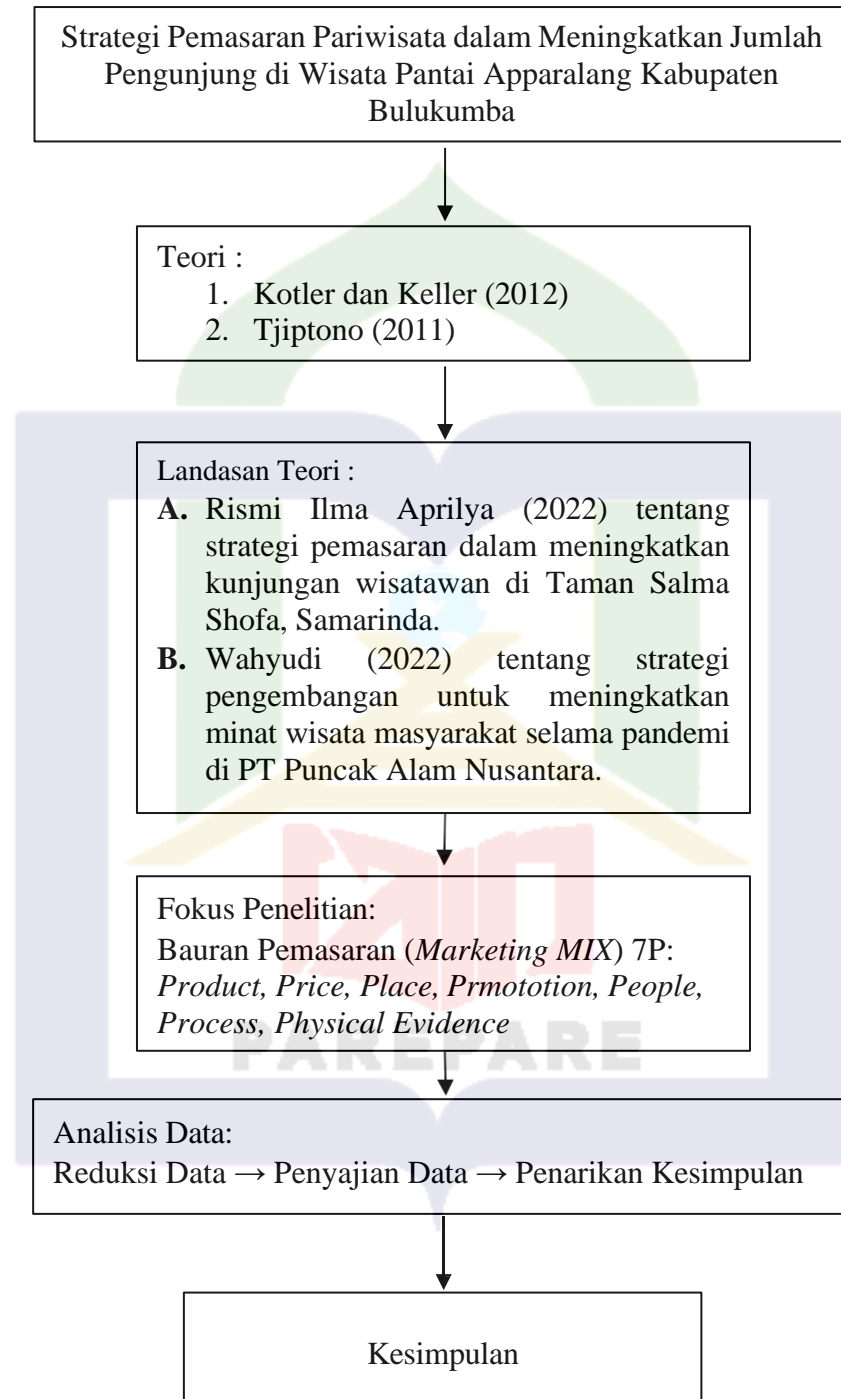 Strategi Pemasaran Pariwisata dalam Meningkatkan Jumlah
Pengunjung di Wisata Pantai Apparalang Kabupaten
Bulukumba
Teori :
1. Kotler dan Keller (2012)
2. Tjiptono (2011)
Landasan Teori :
A. Rismi Ilma Aprilya (2022) tentang
strategi pemasaran dalam meningkatkan
kunjungan wisatawan di Taman Salma
Shofa, Samarinda.
B. Wahyudi (2022) tentang strategi
pengembangan untuk meningkatkan
minat wisata masyarakat selama pandemi
di PT Puncak Alam Nusantara.
Fokus Penelitian:
Bauran Pemasaran (Marketing MIX) 7P:
Product, Price, Place, Prmototion, People,
Process, Physical Evidence
PAREPARE
Analisis Data:
Reduksi Data → Penyajian Data → Penarikan Kesimpulan
Kesimpulan